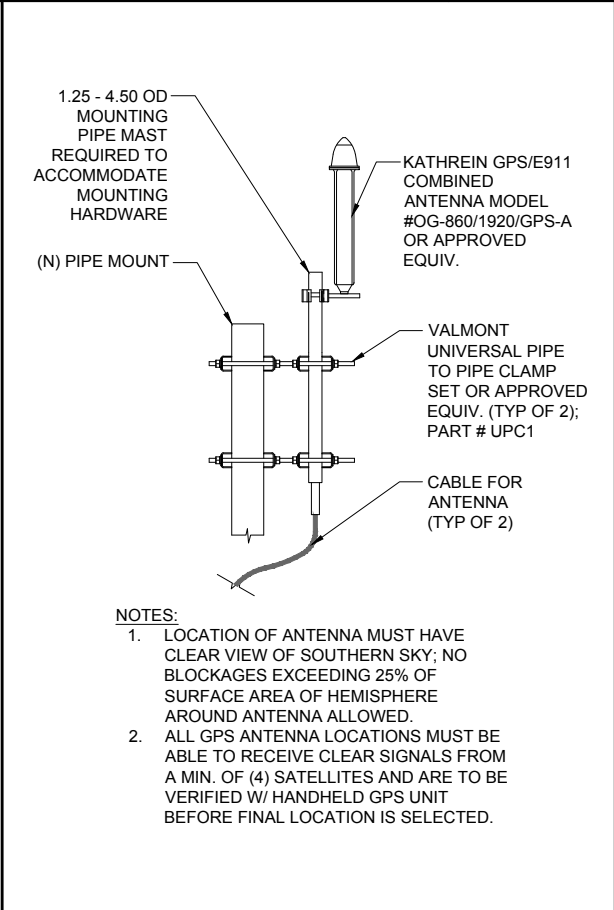 1.25 - 4.50 OD
MOUNTING
PIPE MAST
REQUIRED TO
ACCOMMODATE
MOUNTING
HARDWARE
(N) PIPE MOUNT
KATHREIN GPS/E911
COMBINED
ANTENNA MODEL
#OG-860/1920/GPS-A
OR APPROVED
EQUIV.
VALMONT
UNIVERSAL PIPE
TO PIPE CLAMP
SET OR APPROVED
EQUIV. (TYP OF 2);
PART # UPC1
CABLE FOR
ANTENNA
(TYP OF 2)
NOTES:
1. LOCATION OF ANTENNA MUST HAVE
CLEAR VIEW OF SOUTHERN SKY; NO
BLOCKAGES EXCEEDING 25% OF
SURFACE AREA OF HEMISPHERE
AROUND ANTENNA ALLOWED.
2. ALL GPS ANTENNA LOCATIONS MUST BE
ABLE TO RECEIVE CLEAR SIGNALS FROM
A MIN. OF (4) SATELLITES AND ARE TO BE
VERIFIED W/ HANDHELD GPS UNIT
BEFORE FINAL LOCATION IS SELECTED.